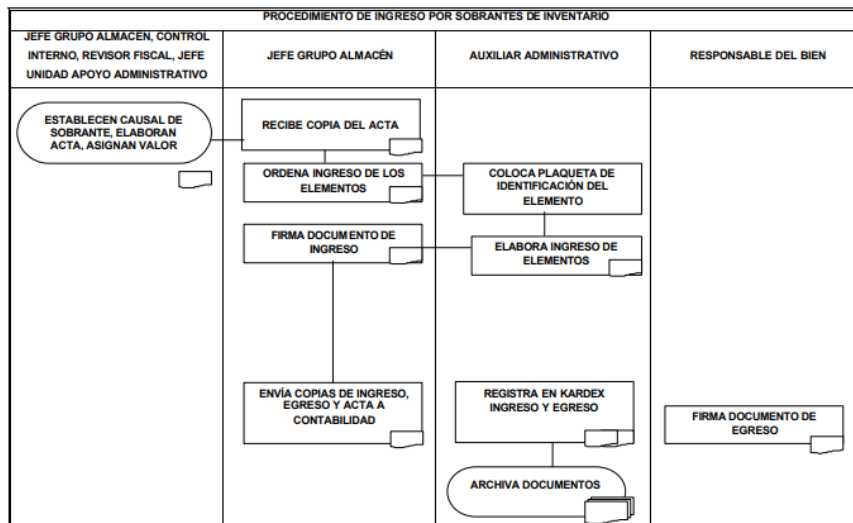 PROCEDIMIENTO DE INGRESO POR SOBRANTES DE INVENTARIO
JEFE GRUPO ALMACÉN, CONTROL
INTERNO, REVISOR FISCAL, JEFE
UNIDAD APOYO ADMINISTRATIVO
JEFE GRUPO ALMACÉN
AUXILIAR ADMINISTRATIVO
RESPONSABLE DEL BIEN
ESTABLECEN CAUSAL DE
SOBRANTE, ELABORAN
ACTA, ASIGNAN VALOR
RECIBE COPIA DEL ACTA
ORDENA INGRESO DE LOS
ELEMENTOS
COLOCA PLAQUETA DE
IDENTIFICACIÓN DEL
ELEMENTO
FIRMA DOCUMENTO DE
INGRESO
ELABORA INGRESO DE
ELEMENTOS
ENVÍA COPIAS DE INGRESO,
EGRESO Y ACTA A
CONTABILIDAD
REGISTRA EN KARDEX
INGRESO Y EGRESO
FIRMA DOCUMENTO DE
EGRESO
ARCHIVA DOCUMENTOS